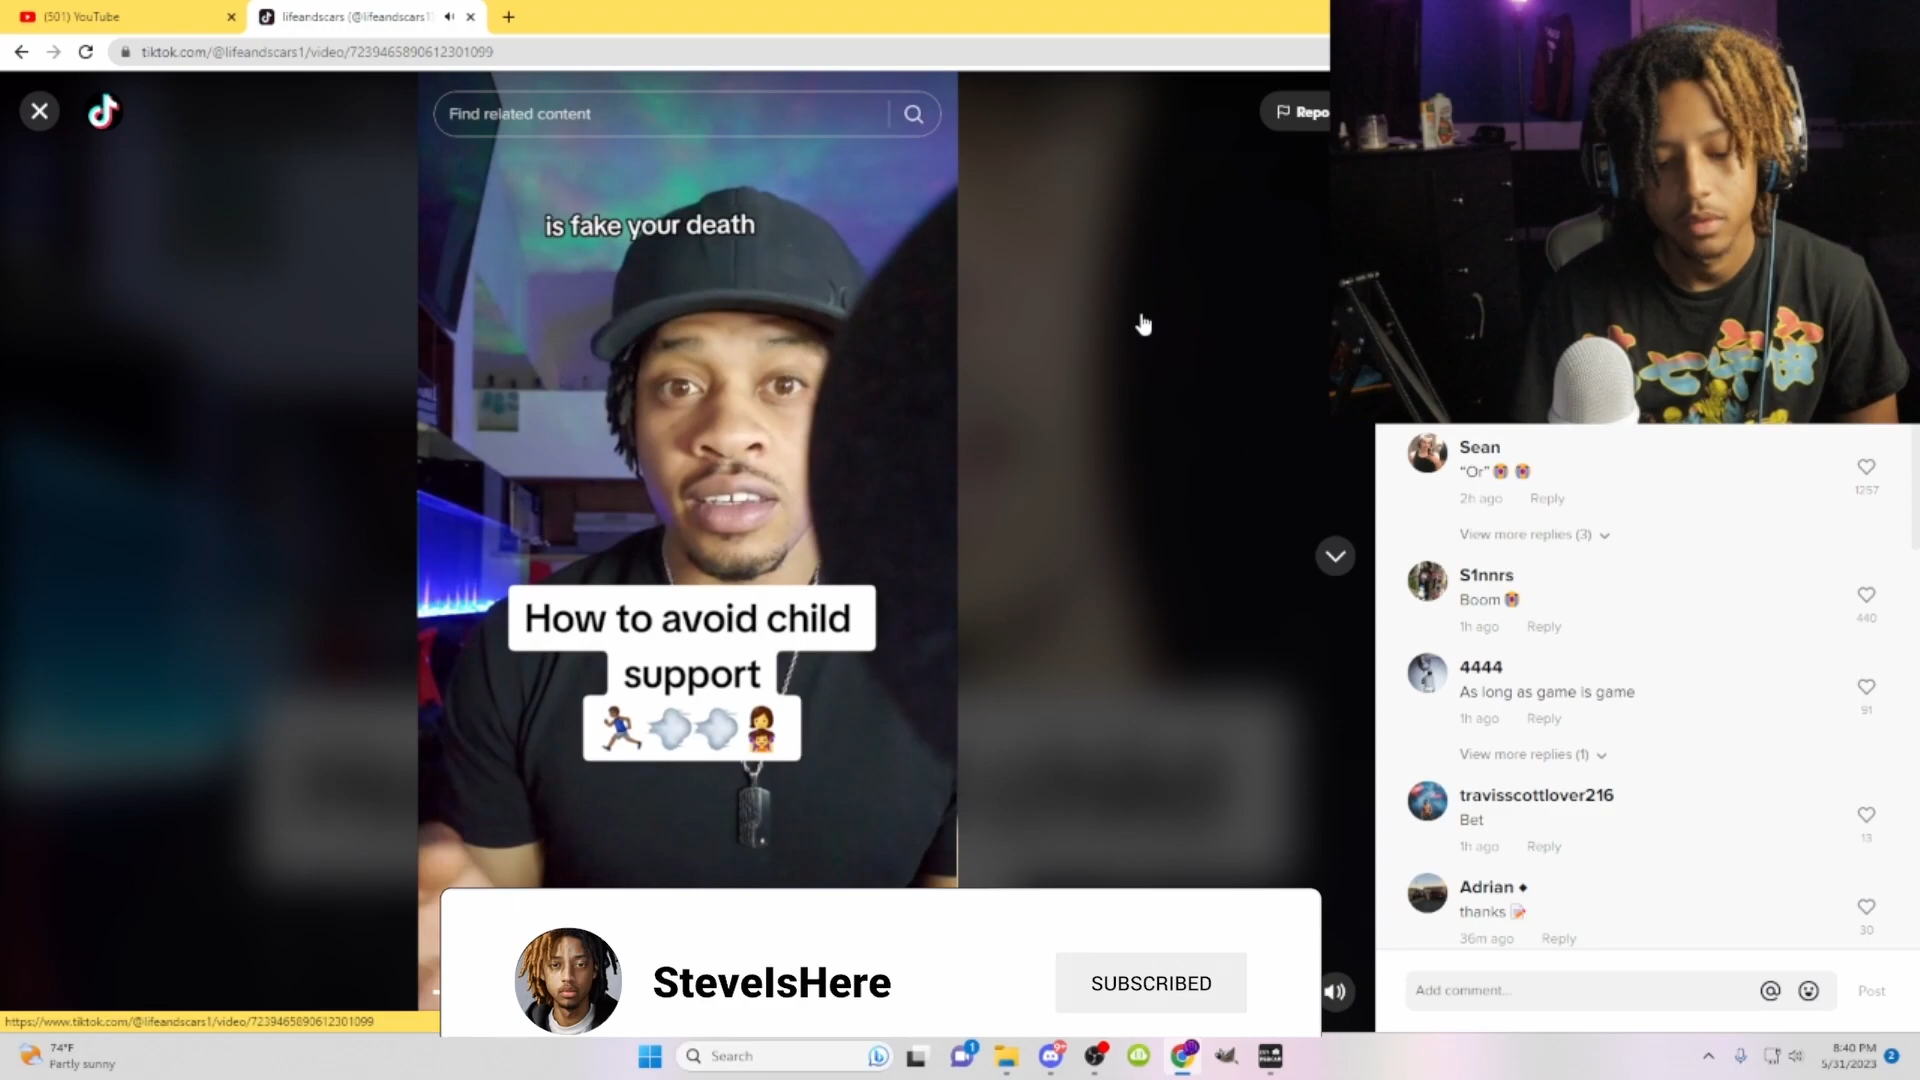 (501) YouTube
lifeandscars (@lifeandscars1)
tiktok.com/@lifeandscars1/video/7239465890612301099
Find related content
Repo
is fake your death
How to avoid child
support
Sean
“Or”
2h ago Reply
1257
View more replies (3)
S1nnrs
Boom
1h ago Reply
440
4444
As long as game is game
1h ago Reply
91
View more replies (1)
travisscottlover216
Bet
1h ago Reply
13
Adrian
thanks
36m ago Reply
30
Add comment...
Post
StevelsHere
SUBSCRIBED
https://www.tiktok.com/@lifeandscars1/video/7239465890612301099
74°F
Partly sunny
Search
1
9+
8:40 PM
5/31/2023
2